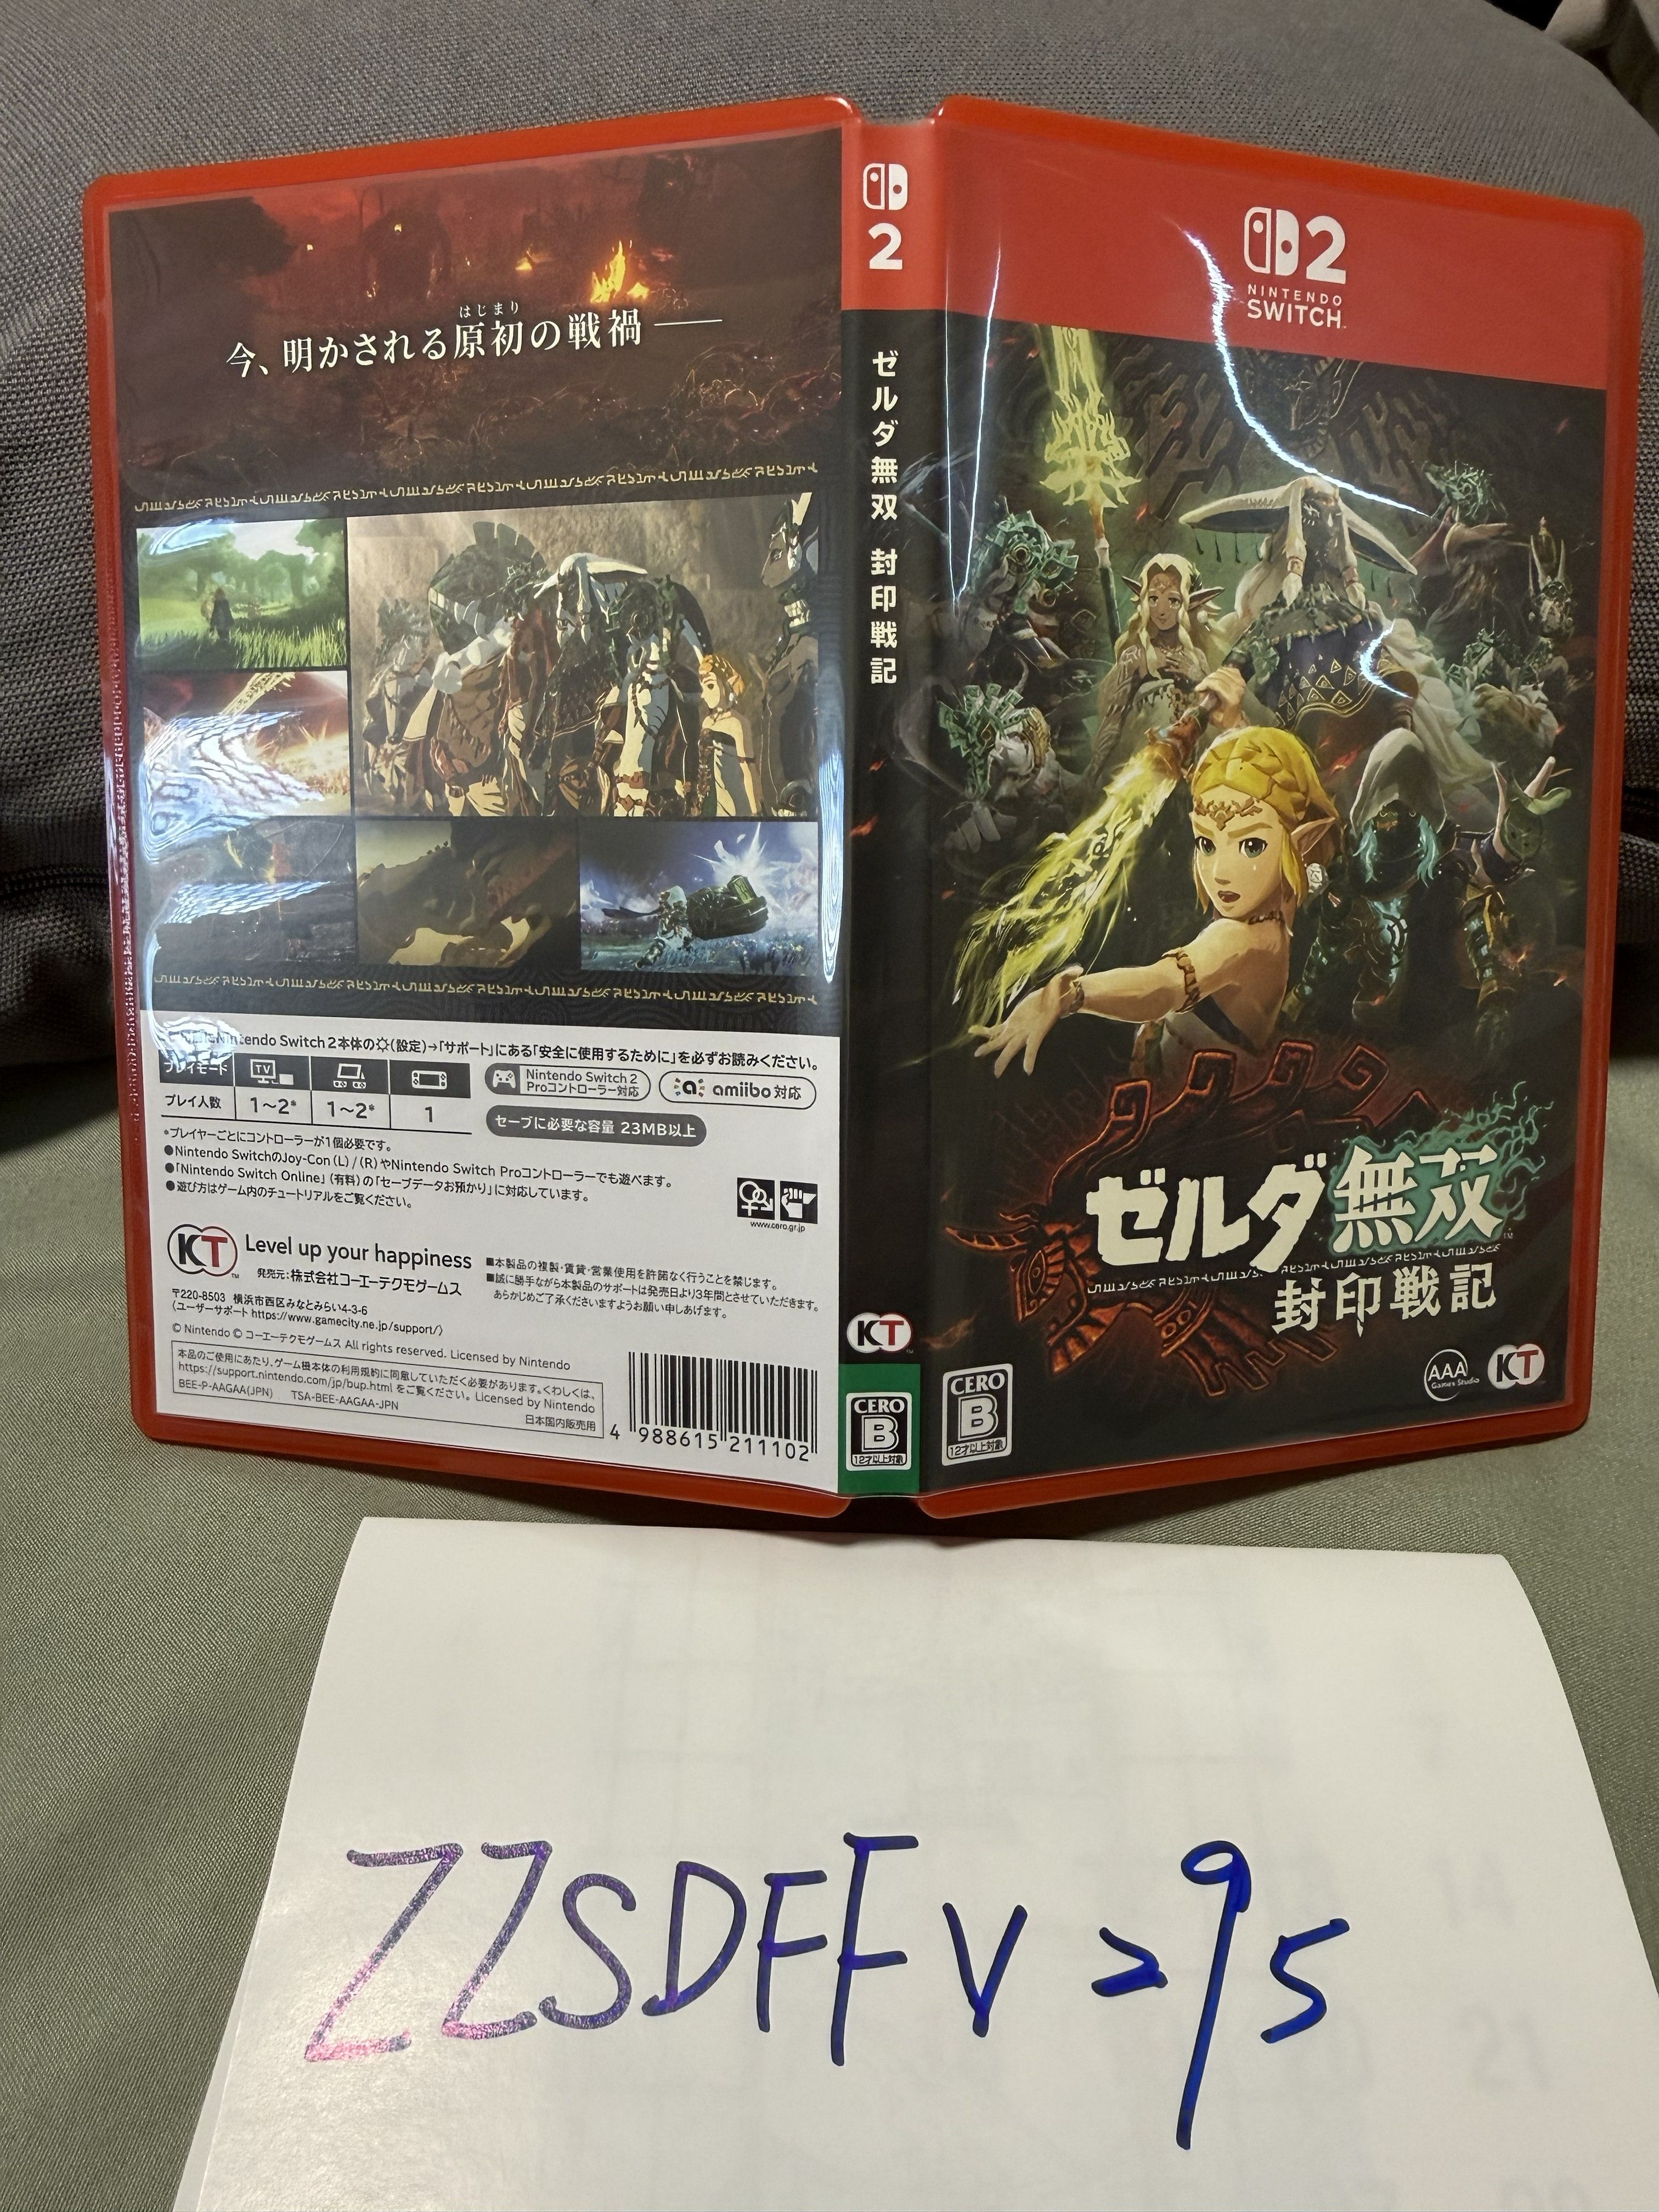 今、明かされる原初の戦禍——
はじまり
Nintendo Switch 2本体の(設定)→「サポート」にある「安全に使用するために」を必ずお読みください。
プレイモード TV
プレイ人数 1～2* 1～2* 1
Nintendo Switch 2
Proコントローラー対応
amiibo 対応
セーブに必要な容量 23MB以上
*プレイヤーごとにコントローラーが1個必要です。
●Nintendo SwitchのJoy-Con (L) / (R) やNintendo Switch Proコントローラーでも遊べます。
●「Nintendo Switch Online」(有料) の「セーブデータお預かり」に対応しています。
●遊び方はゲーム内のチュートリアルをご覧ください。
www.cero.gr.jp
KT Level up your happiness
発売元:株式会社コーエーテクモゲームス
〒220-8503 横浜市西区みなとみらい4-3-6
〈ユーザーサポート https://www.gamecity.ne.jp/support/〉
■本製品の複製・賃貸・営業使用を許諾なく行うことを禁じます。
■誠に勝手ながら本製品のサポートは発売日より3年間とさせていただきます。
あらかじめご了承くださいますようお願い申しあげます。
© Nintendo © コーエーテクモゲームス All rights reserved. Licensed by Nintendo
本品のご使用にあたり、ゲーム機本体の利用規約に同意していただく必要があります。くわしくは、
https://support.nintendo.com/jp/bup.html をご覧ください。 Licensed by Nintendo
BEE-P-AAGAA(JPN) TSA-BEE-AAGAA-JPN
日本国内販売用
4 988615 211102
2
ゼルダ無双 封印戦記
KT
CERO
B
12才以上対象
2
NINTENDO
SWITCH
ゼルダ無双
封印戦記
CERO
B
12才以上対象
AAA
Games Studio
KT
ZZSDFFV>95